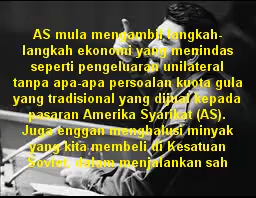 AS mula mengambil langkah-
langkah ekonomi yang menindas
seperti pengeluaran unilateral
tanpa apa-apa persoalan kuota gula
yang tradisional yang dijual kepada
pasaran Amerika Syarikat (AS).
Juga enggan menghalusi minyak
yang kita membeli di Kesatuan
Soviet, dalam menjalankan sah